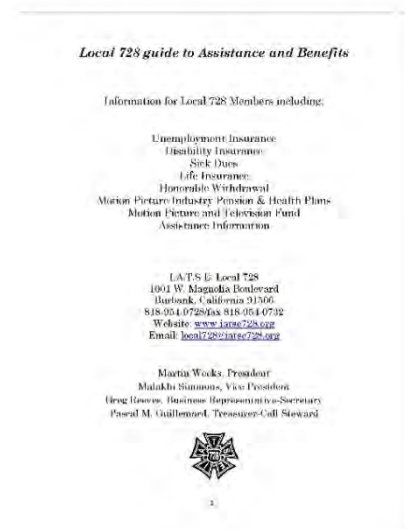 Local 728 guide to Assistance and Benefits
Information for Local 728 Members including:
Unemployment Insurance
Disability Insurance
Sick Dues
Life Insurance
Honorable Withdrawal
Motion Picture Industry Pension & Health Plans
Motion Picture and Television Fund
Assistance Information
I.A.T.S.E. Local 728
1001 W. Magnolia Boulevard
Burbank, California 91506
818-954-0728/fax 818-954-0732
Website: www.iatse728.org
Email: local728@iatse728.org
Martin Weeks, President
Malakhi Simmons, Vice President
Greg Reeves, Business Representative-Secretary
Pascal M. Guillemard, Treasurer-Call Steward
1